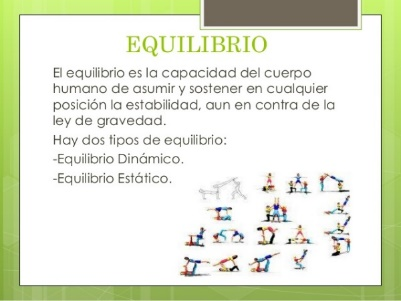 EQUILIBRIO
El equilibrio es la capacidad del cuerpo
humano de asumir y sostener en cualquier
posición la estabilidad, aun en contra de la
ley de gravedad.
Hay dos tipos de equilibrio:
-Equilibrio Dinámico.
-Equilibrio Estático.